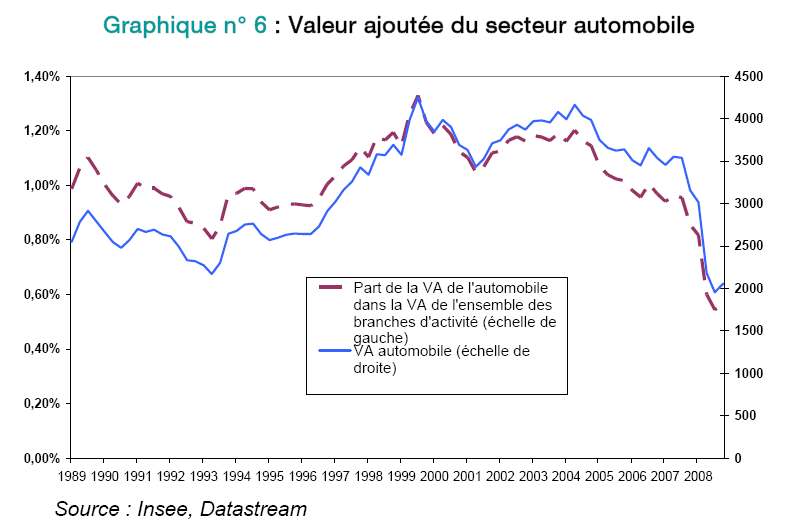 Graphique n° 6 : Valeur ajoutée du secteur automobile
1,40%
1,20%
1,00%
0,80%
0,60%
0,40%
0,20%
0,00%
4500
4000
3500
3000
2500
2000
1500
1000
500
0
Part de la VA de l'automobile
dans la VA de l'ensemble des
branches d'activité (échelle de
gauche)
VA automobile (échelle de
droite)
1989 1990 1991 1992 1993 1994 1995 1996 1997 1998 1999 2000 2001 2002 2003 2004 2005 2006 2007 2008
Source : Insee, Datastream